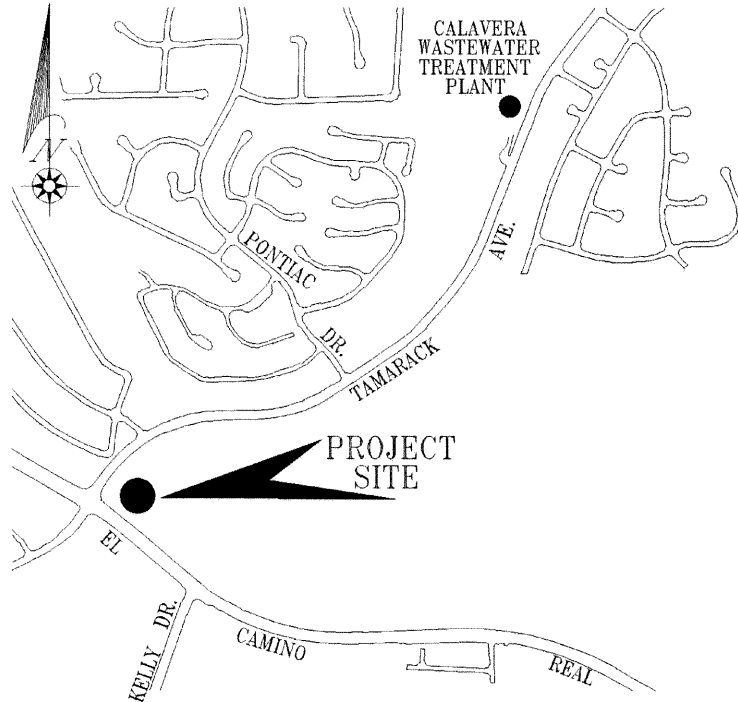 CALAVERA
WASTEWATER
TREATMENT
PLANT
N
PONTIAC
DR.
AVE.
TAMARACK
PROJECT
SITE
EL
CAMINO
REAL
KELLY DR.